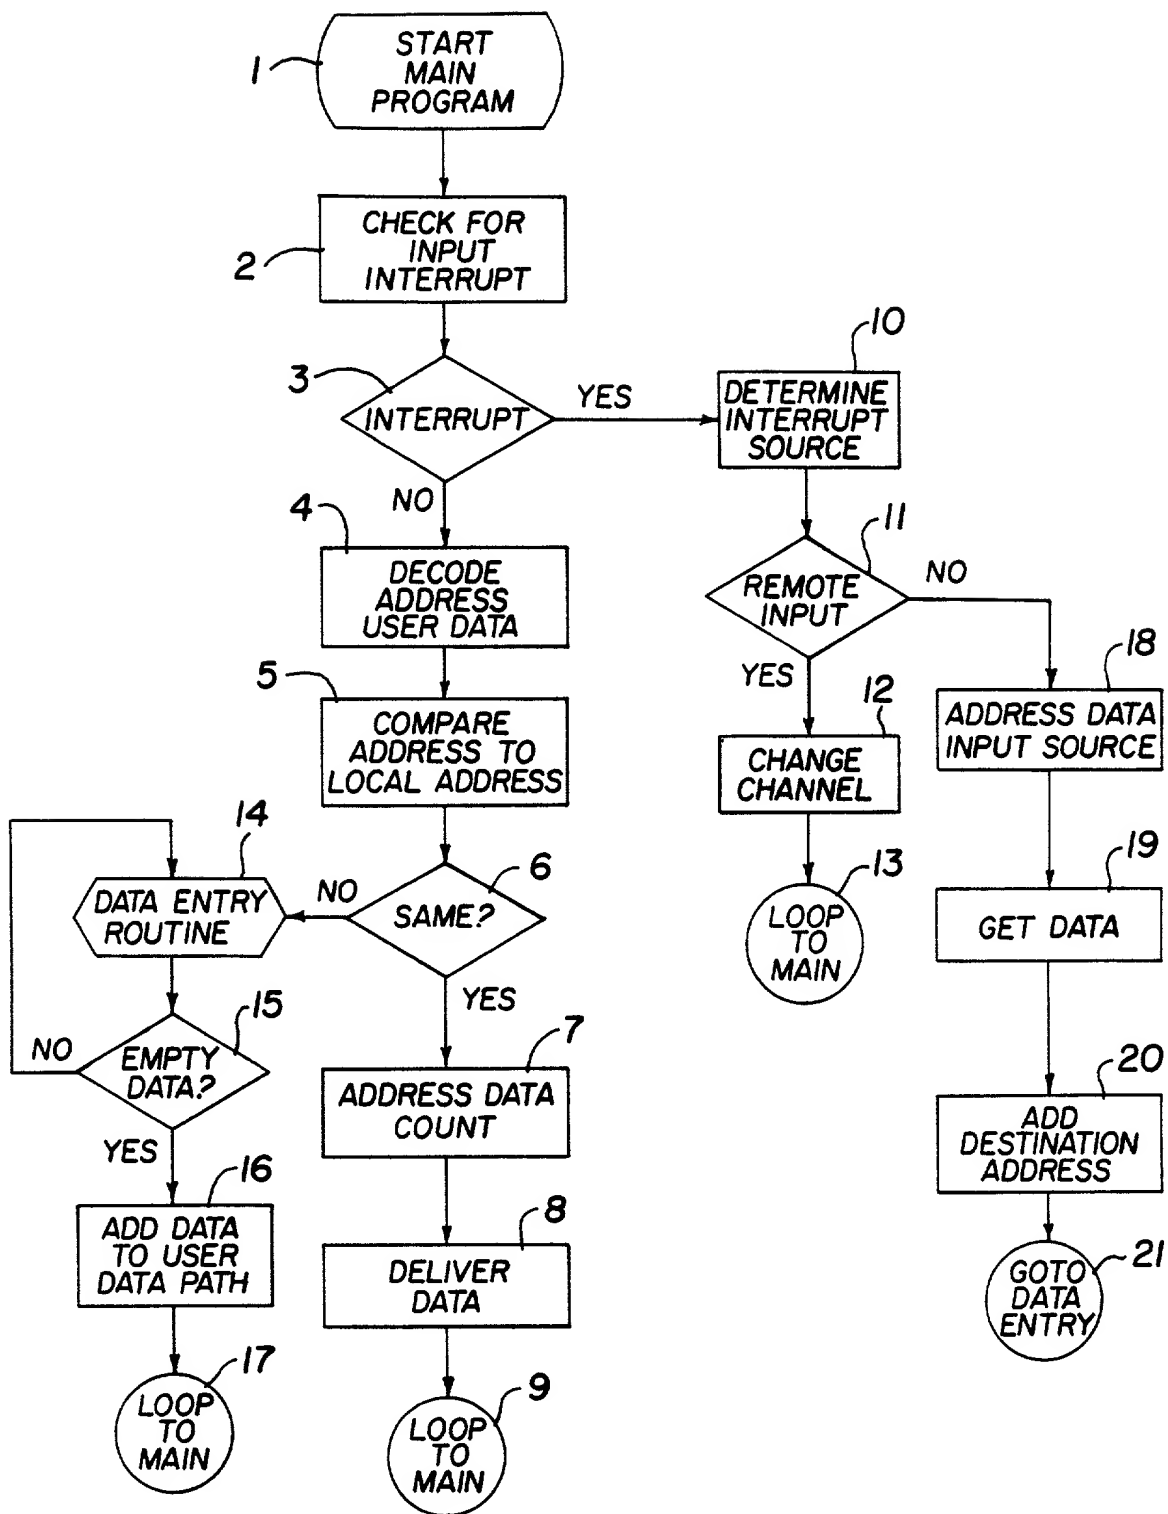 1
START
MAIN
PROGRAM
2
CHECK FOR
INPUT
INTERRUPT
3
INTERRUPT
YES
NO
10
DETERMINE
INTERRUPT
SOURCE
4
DECODE
ADDRESS
USER DATA
11
REMOTE
INPUT
NO
YES
5
COMPARE
ADDRESS TO
LOCAL ADDRESS
12
CHANGE
CHANNEL
18
ADDRESS DATA
INPUT SOURCE
14
DATA ENTRY
ROUTINE
NO
6
SAME?
YES
13
LOOP
TO
MAIN
19
GET DATA
15
EMPTY
DATA?
NO
YES
7
ADDRESS DATA
COUNT
20
ADD
DESTINATION
ADDRESS
16
ADD DATA
TO USER
DATA PATH
8
DELIVER
DATA
21
GOTO
DATA
ENTRY
17
LOOP
TO
MAIN
9
LOOP
TO
MAIN